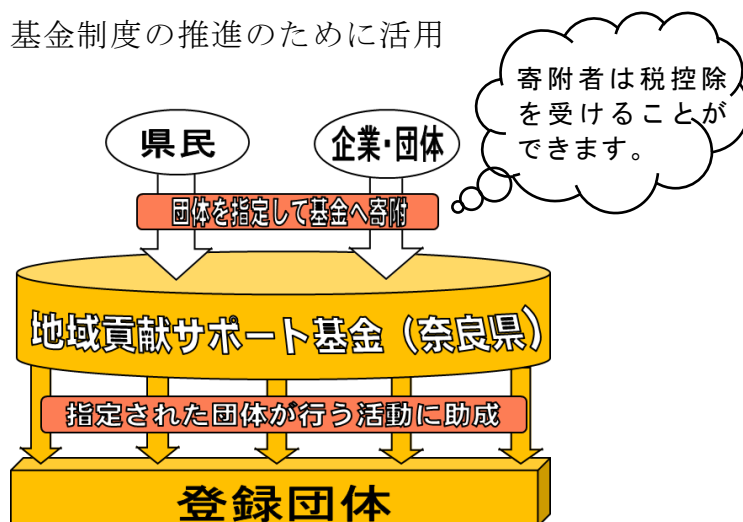 基金制度の推進のために活用
寄附者は税控除
を受けることが
できます。
県民
企業・団体
団体を指定して基金へ寄附
地域貢献サポート基金（奈良県）
指定された団体が行う活動に助成
登録団体